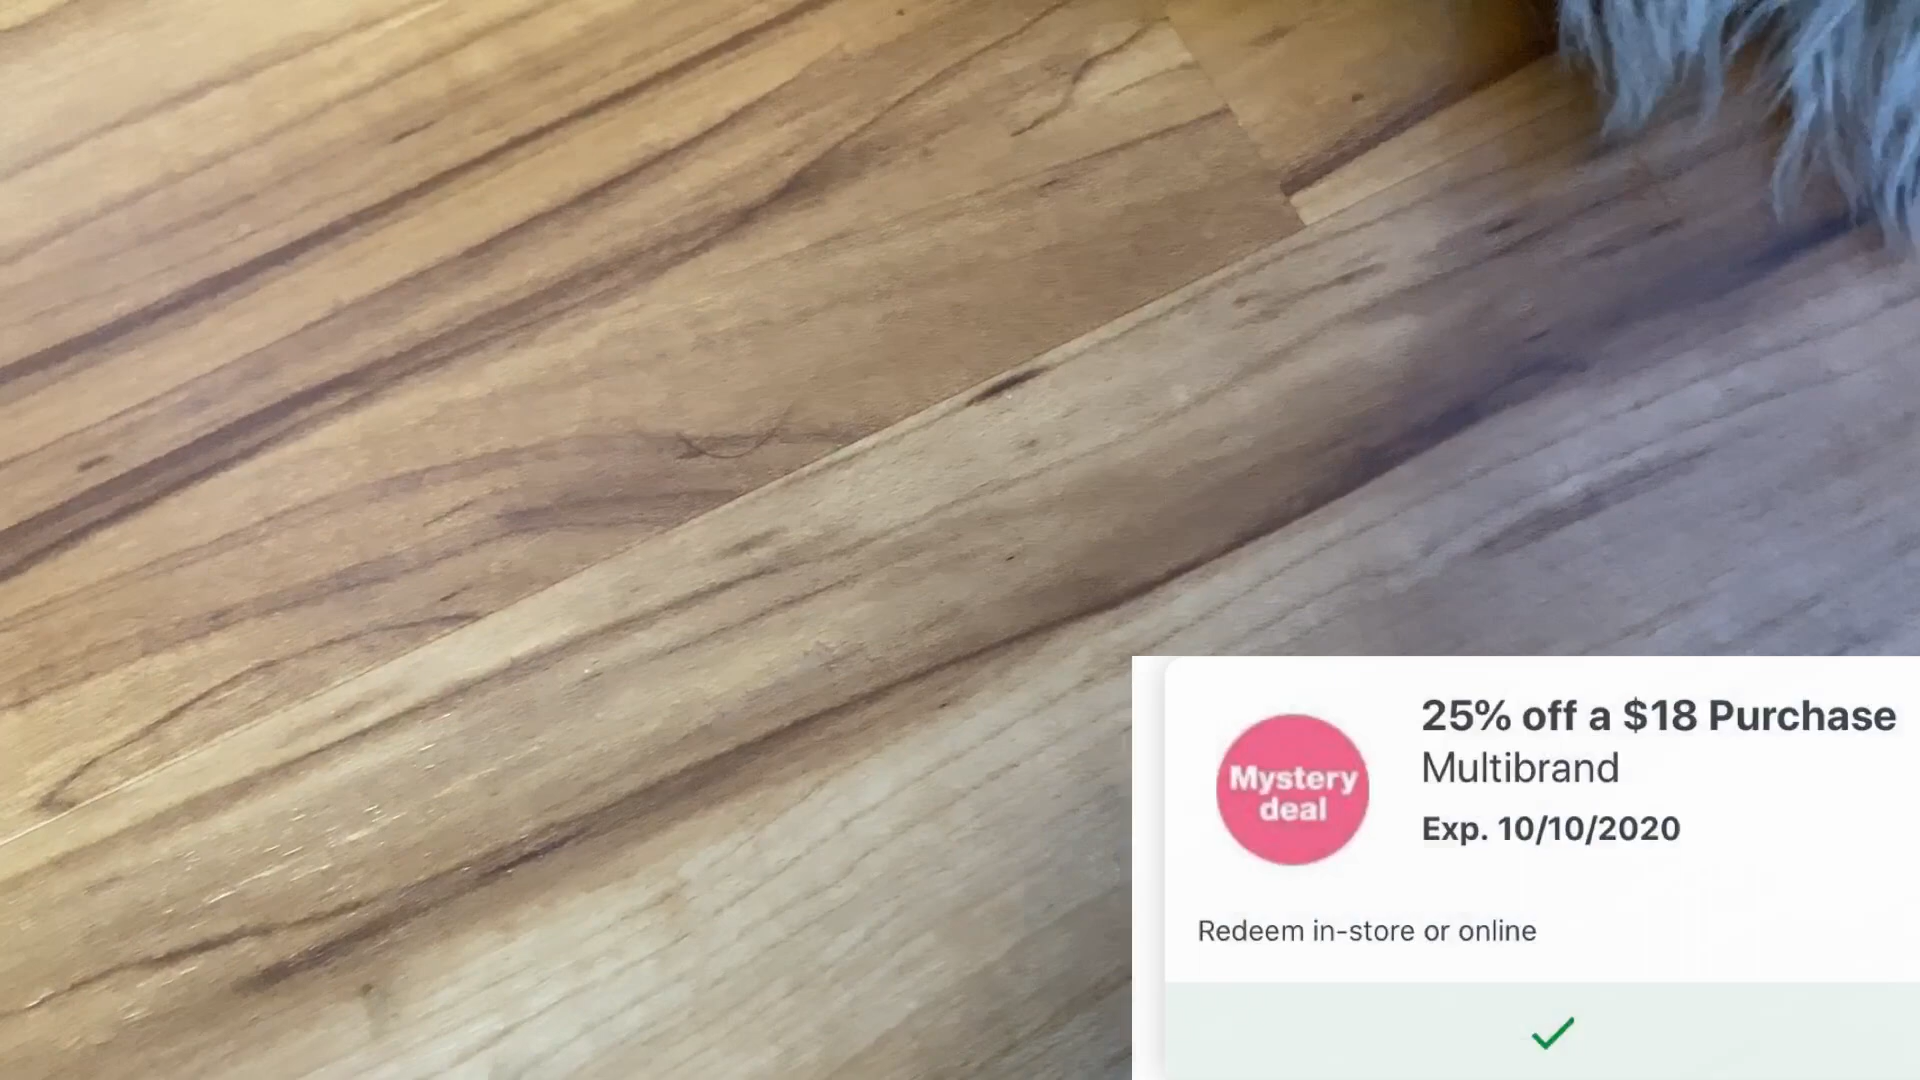 25% off a $18 Purchase
Multibrand
Mystery
deal
Exp. 10/10/2020
Redeem in-store or online